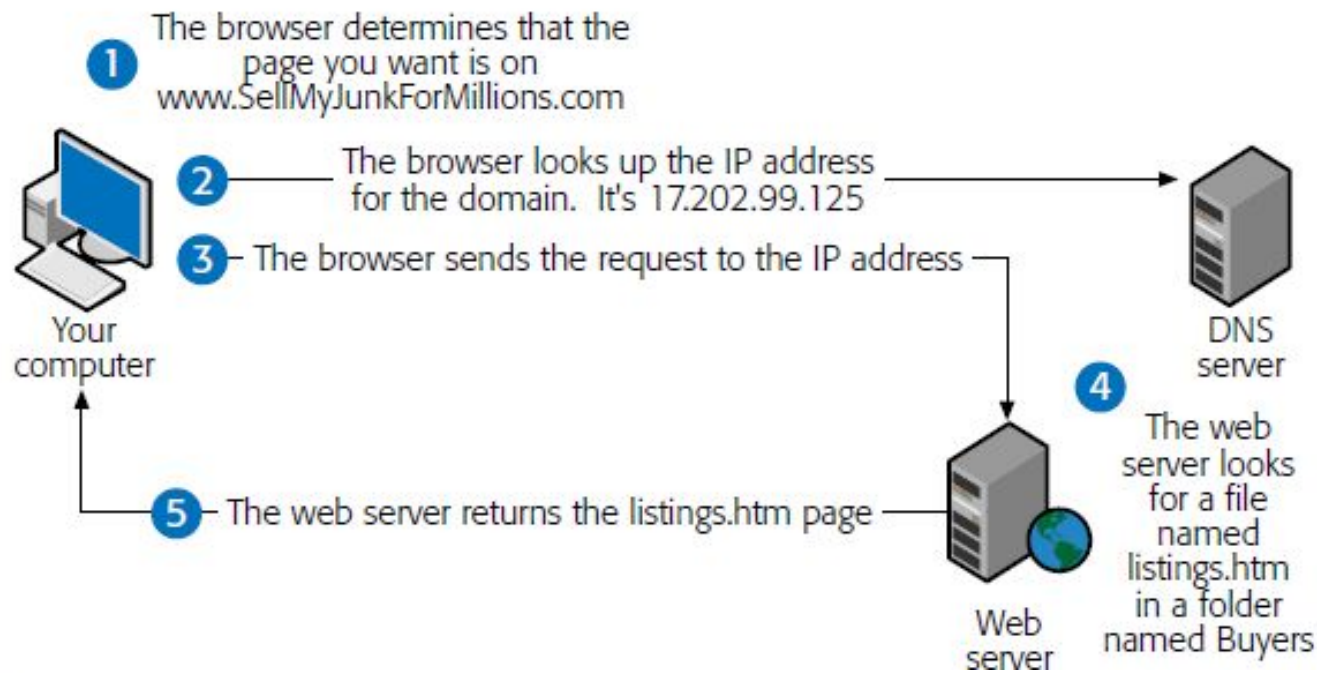 1
The browser determines that the
page you want is on
www.SellMyJunkForMillions.com
2
The browser looks up the IP address
for the domain. It's 17.202.99.125
3
The browser sends the request to the IP address
Your
computer
DNS
server
4
The web
server looks
for a file
named
listings.htm
in a folder
named Buyers
5
The web server returns the listings.htm page
Web
server